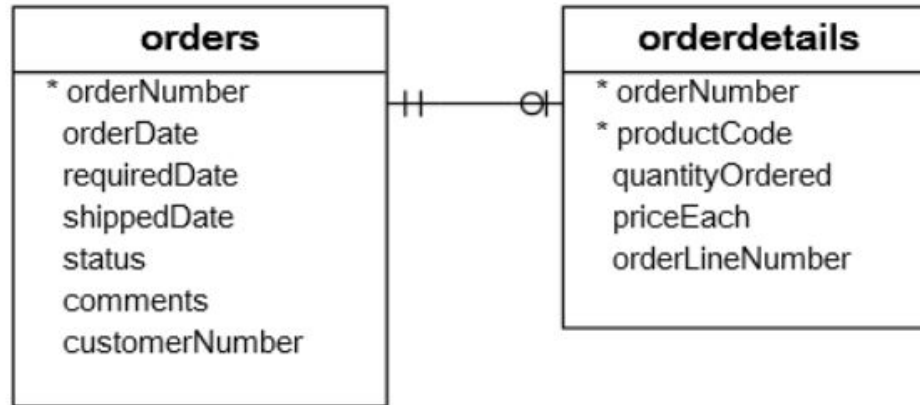 orders
* orderNumber
orderDate
requiredDate
shippedDate
status
comments
customerNumber
orderdetails
* orderNumber
* productCode
quantityOrdered
priceEach
orderLineNumber